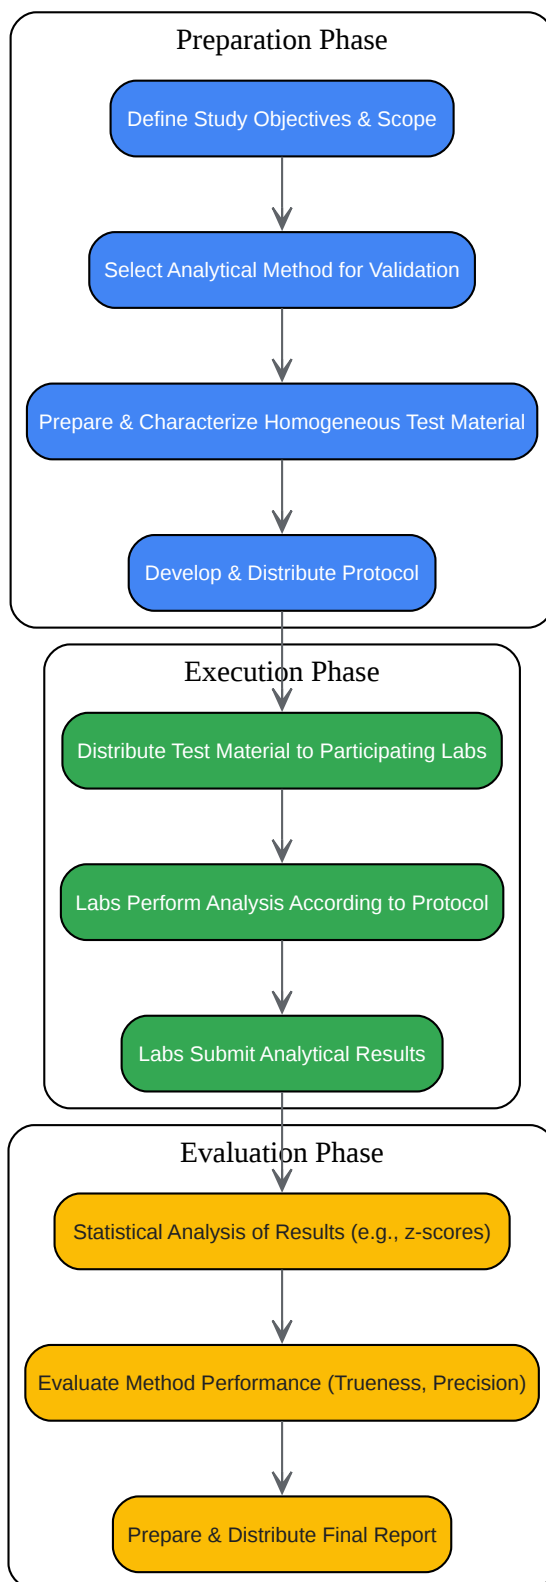 Preparation Phase
Define Study Objectives & Scope
Select Analytical Method for Validation
Prepare & Characterize Homogeneous Test Material
Develop & Distribute Protocol
Execution Phase
Distribute Test Material to Participating Labs
Labs Perform Analysis According to Protocol
Labs Submit Analytical Results
Evaluation Phase
Statistical Analysis of Results (e.g., z-scores)
Evaluate Method Performance (Trueness, Precision)
Prepare & Distribute Final Report